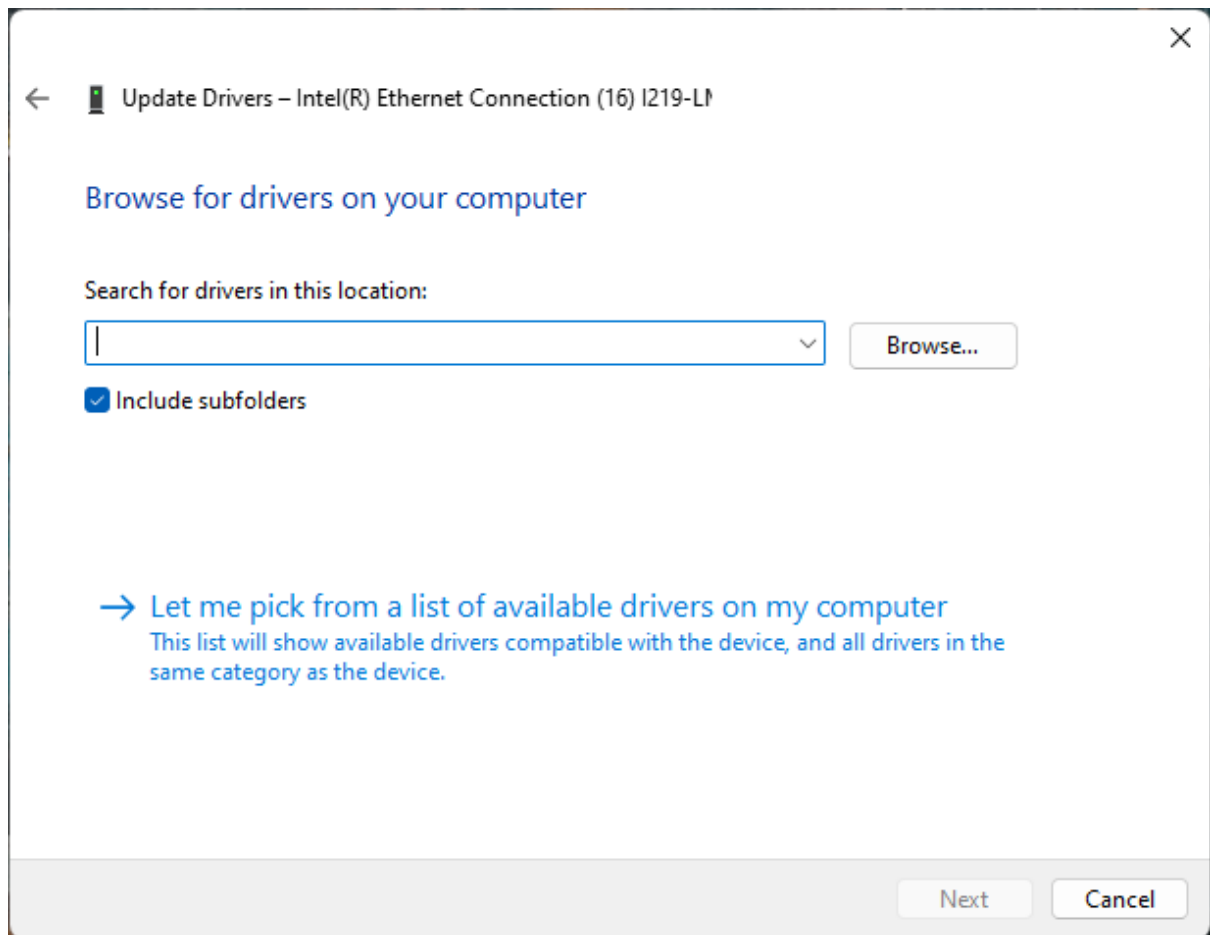 Update Drivers – Intel(R) Ethernet Connection (16) I219-LM
Browse for drivers on your computer
Search for drivers in this location:
Browse...
Include subfolders
Let me pick from a list of available drivers on my computer
This list will show available drivers compatible with the device, and all drivers in the
same category as the device.
Next
Cancel